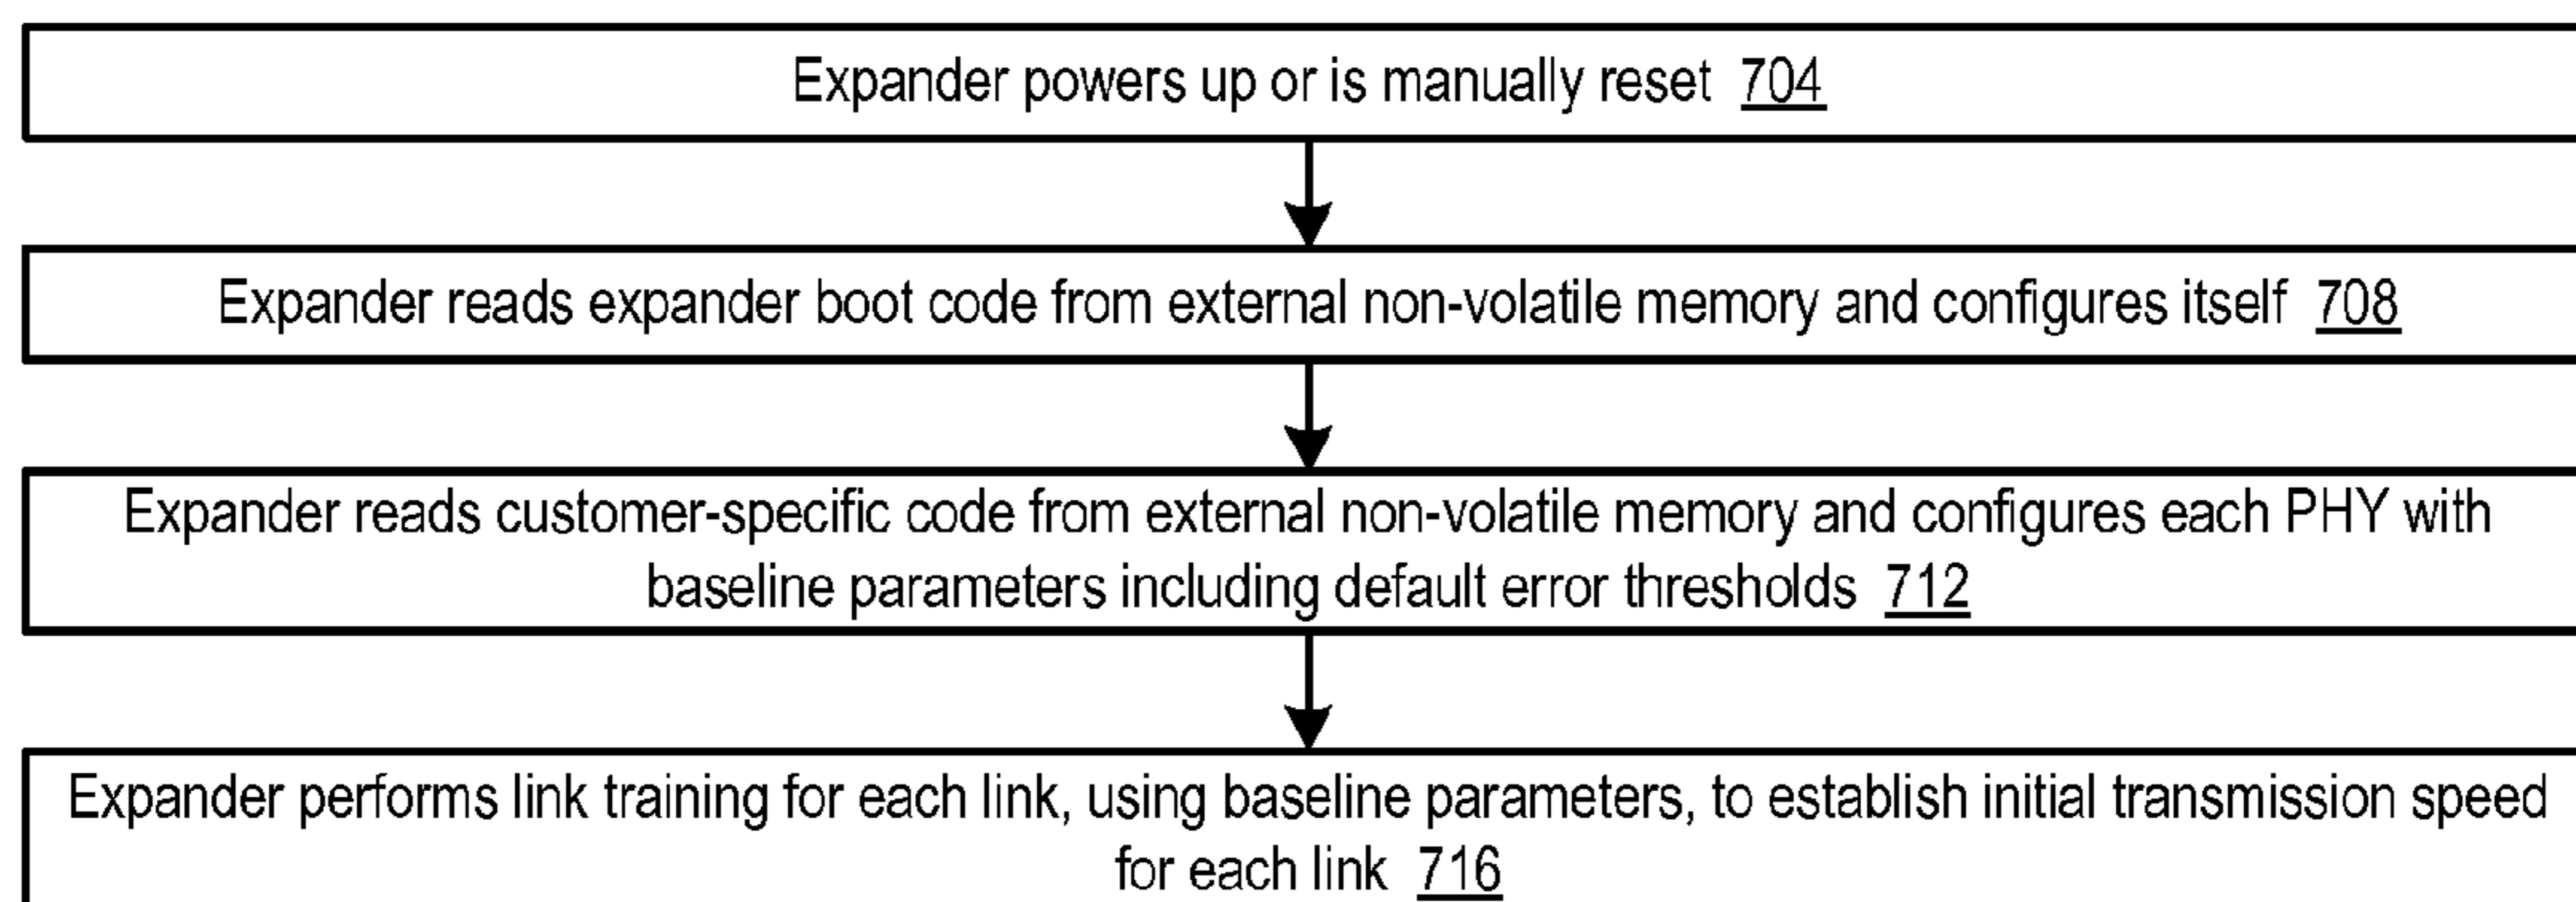 Expander powers up or is manually reset 704
Expander reads expander boot code from external non-volatile memory and configures itself 708
Expander reads customer-specific code from external non-volatile memory and configures each PHY with
baseline parameters including default error thresholds 712
Expander performs link training for each link, using baseline parameters, to establish initial transmission speed
for each link 716